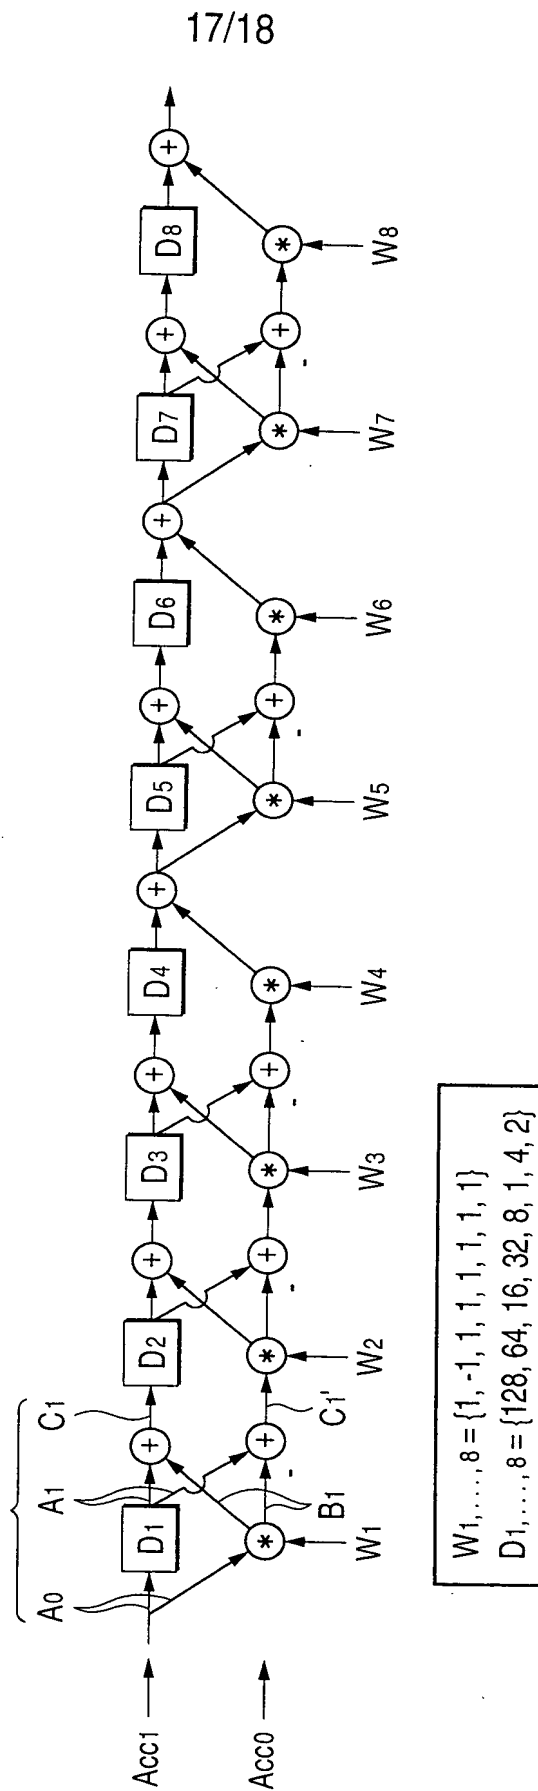 17/18
A0 A1 C1
Acc1 D1 + D2 + D3 + D4 + D5 + D6 + D7 + D8 +
Acc0 * + * + * + * * + * * + *
B1 C1'
W1 W2 W3 W4 W5 W6 W7 W8
W1,...,8 = {1, -1, 1, 1, 1, 1, 1, 1}
D1,...,8 = {128, 64, 16, 32, 8, 1, 4, 2}